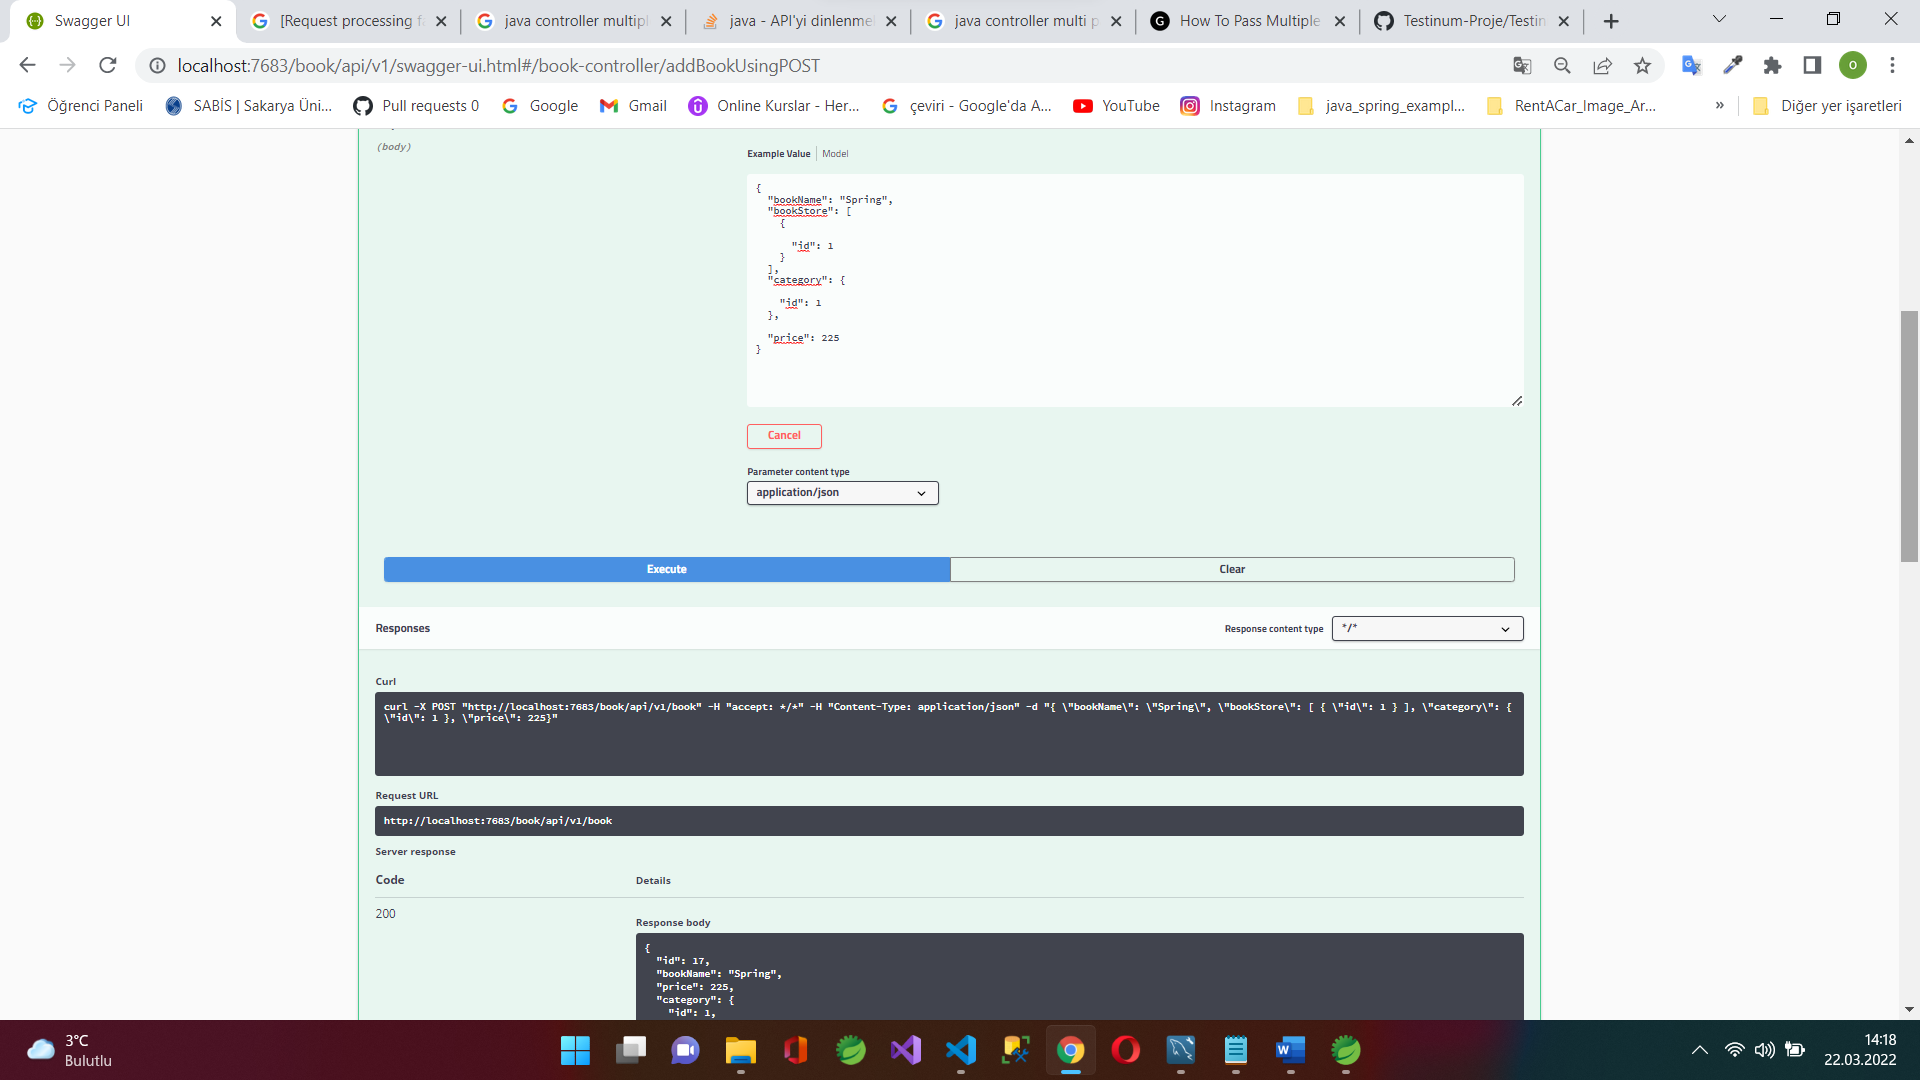 Swagger UI
[Request processing f
java controller multipl
java - API'yi dinlenme
java controller multi p
How To Pass Multiple
Testinum-Proje/Testin
localhost:7683/book/api/v1/swagger-ui.html#/book-controller/addBookUsingPOST
O
Öğrenci Paneli
SABİS | Sakarya Üni...
Pull requests 0
Google
Gmail
Online Kurslar - Her...
çeviri - Google'da A...
YouTube
Instagram
java_spring_exampl...
RentACar_Image_Ar...
»
Diğer yer işaretleri
(body)
Example Value
Model
{
"bookName": "Spring",
"bookStore": [
{
"id": 1
}
],
"category": {
"id": 1
},
"price": 225
}
Cancel
Parameter content type
application/json
Execute
Clear
Responses
Response content type
*/*
Curl
curl -X POST "http://localhost:7683/book/api/v1/book" -H "accept: */*" -H "Content-Type: application/json" -d "{ \"bookName\": \"Spring\", \"bookStore\": [ { \"id\": 1 } ], \"category\": {
\"id\": 1 }, \"price\": 225}"
Request URL
http://localhost:7683/book/api/v1/book
Server response
Code
Details
200
Response body
{
"id": 17,
"bookName": "Spring",
"price": 225,
"category": {
"id": 1,
3°C
Bulutlu
14:18
22.03.2022